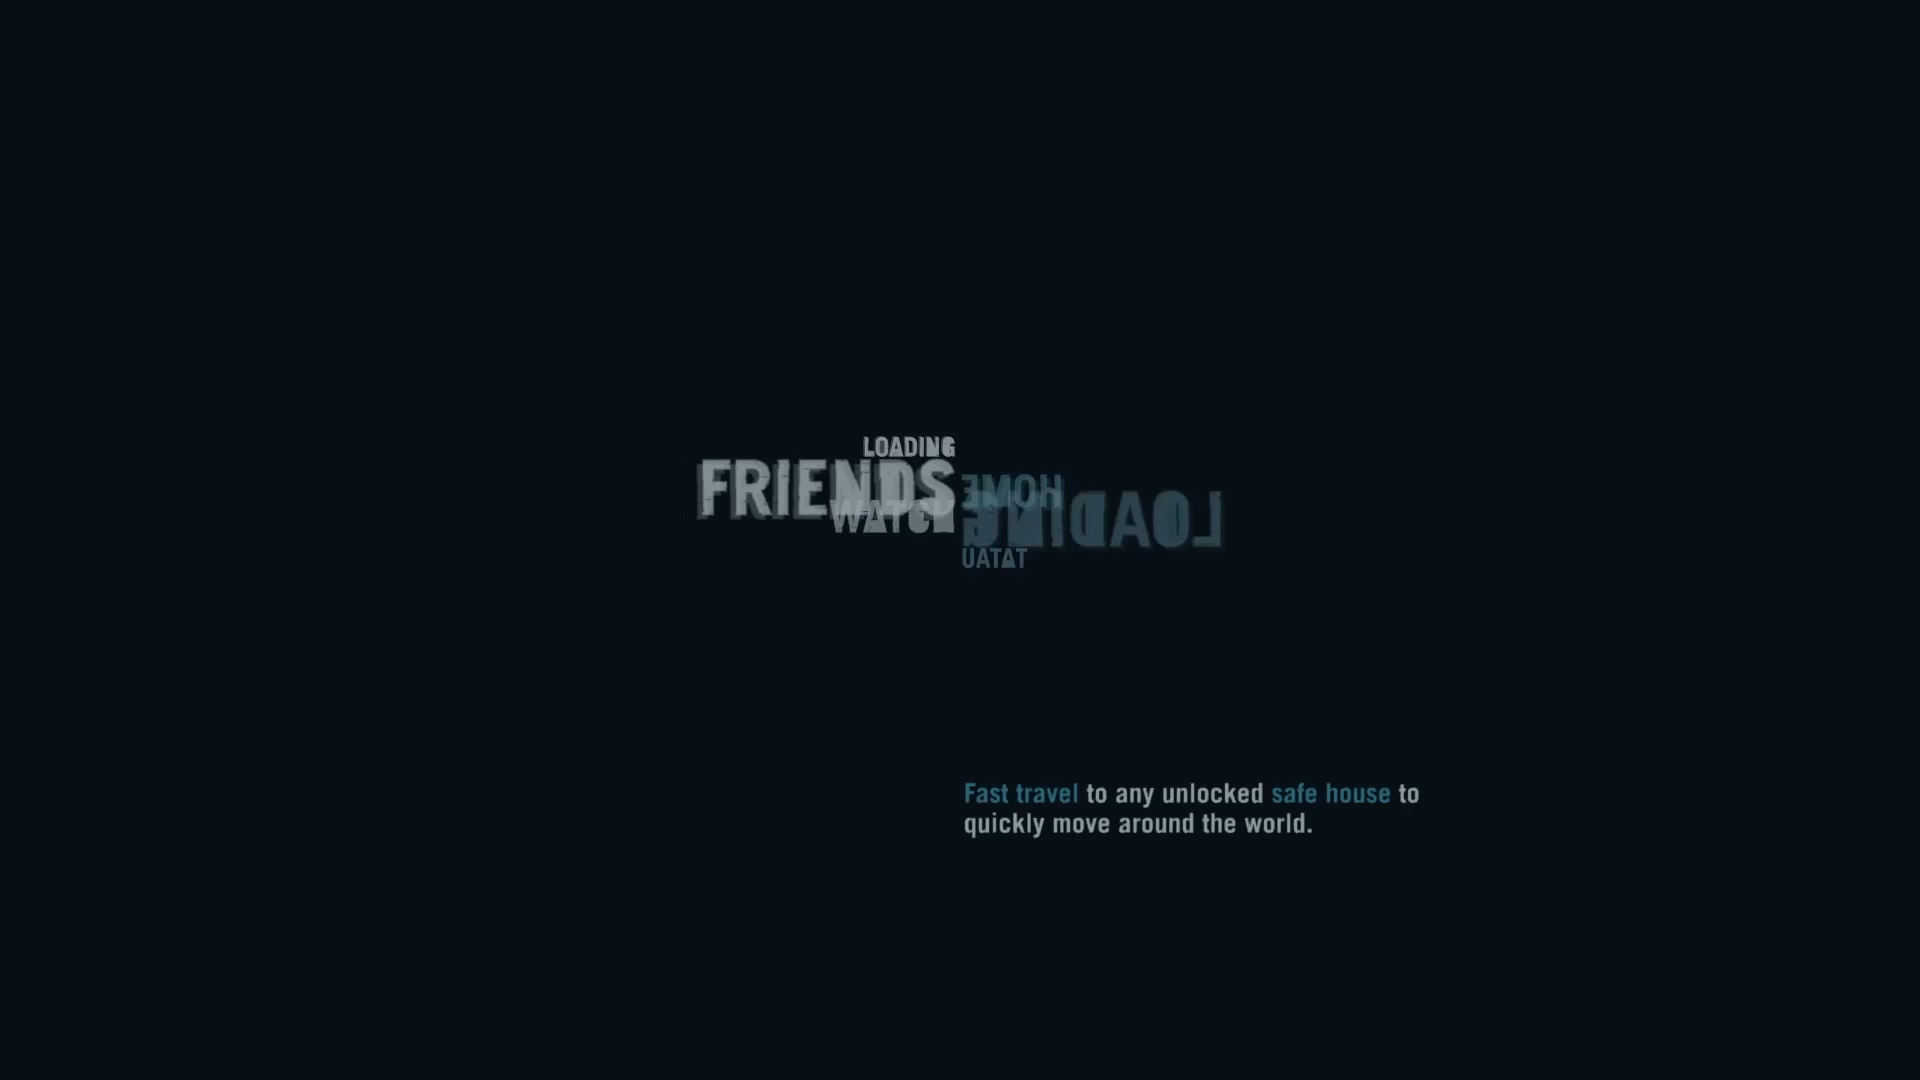 LOADING
FRIENDS
WATCH
HOME
LOADING
UATAT
Fast travel to any unlocked safe house to
quickly move around the world.